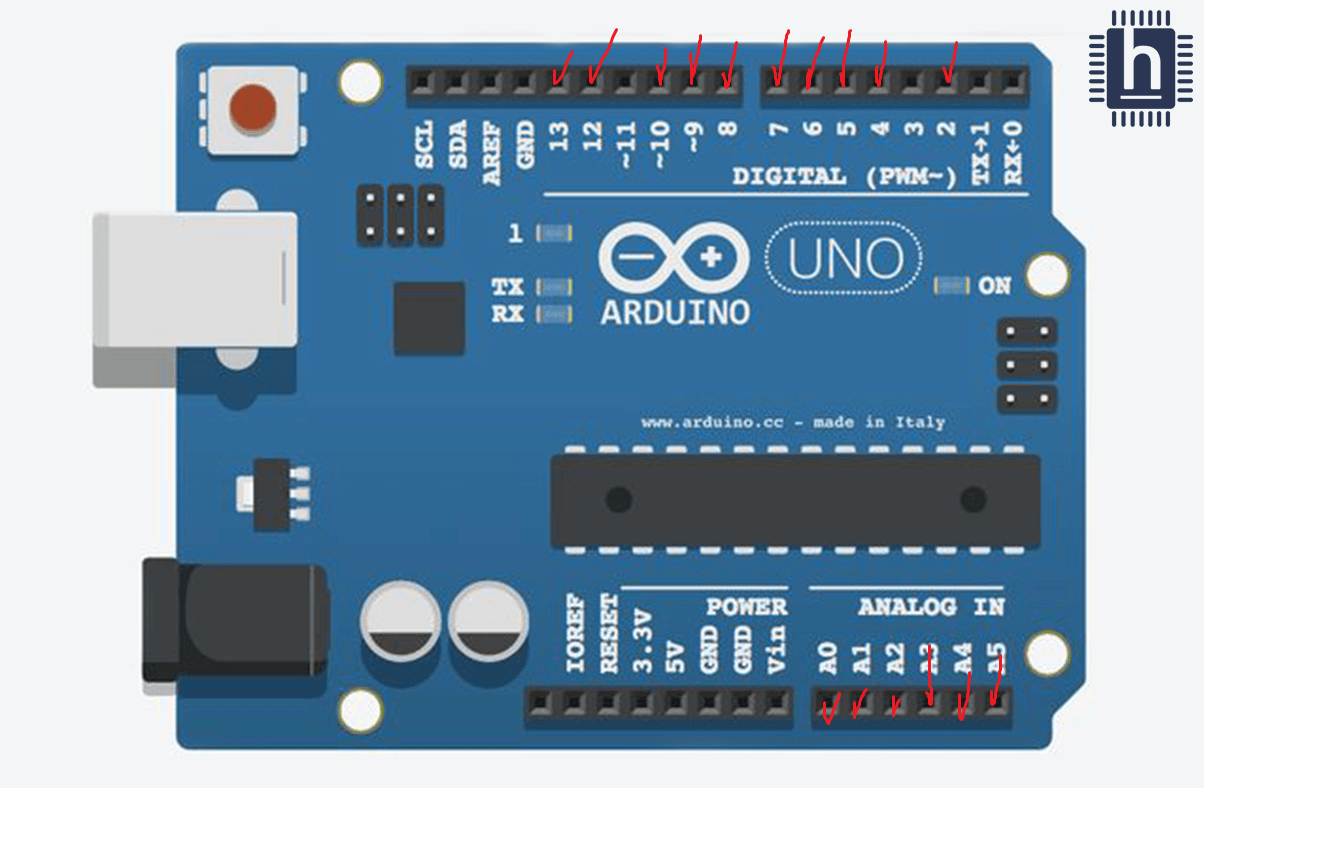 h
SCL
SDA
AREF
GND
13
12
~11
~10
~9
8
7
6
5
4
3
2
TX→1
RX←0
DIGITAL (PWM~)
1
TX
RX
UNO
ARDUINO
ON
www.arduino.cc - made in Italy
POWER
ANALOG IN
IOREF
RESET
3.3V
5V
GND
GND
Vin
A0
A1
A2
A3
A4
A5